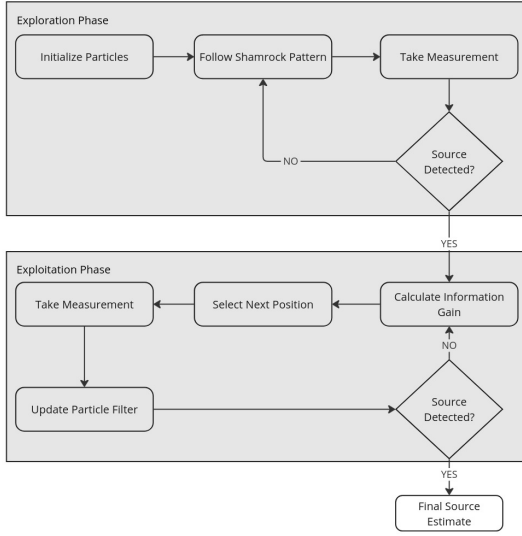 Exploration Phase
Initialize Particles
Follow Shamrock Pattern
Take Measurement
Source
Detected?
NO
YES
Exploitation Phase
Take Measurement
Select Next Position
Calculate Information
Gain
NO
Update Particle Filter
Source
Detected?
YES
Final Source
Estimate